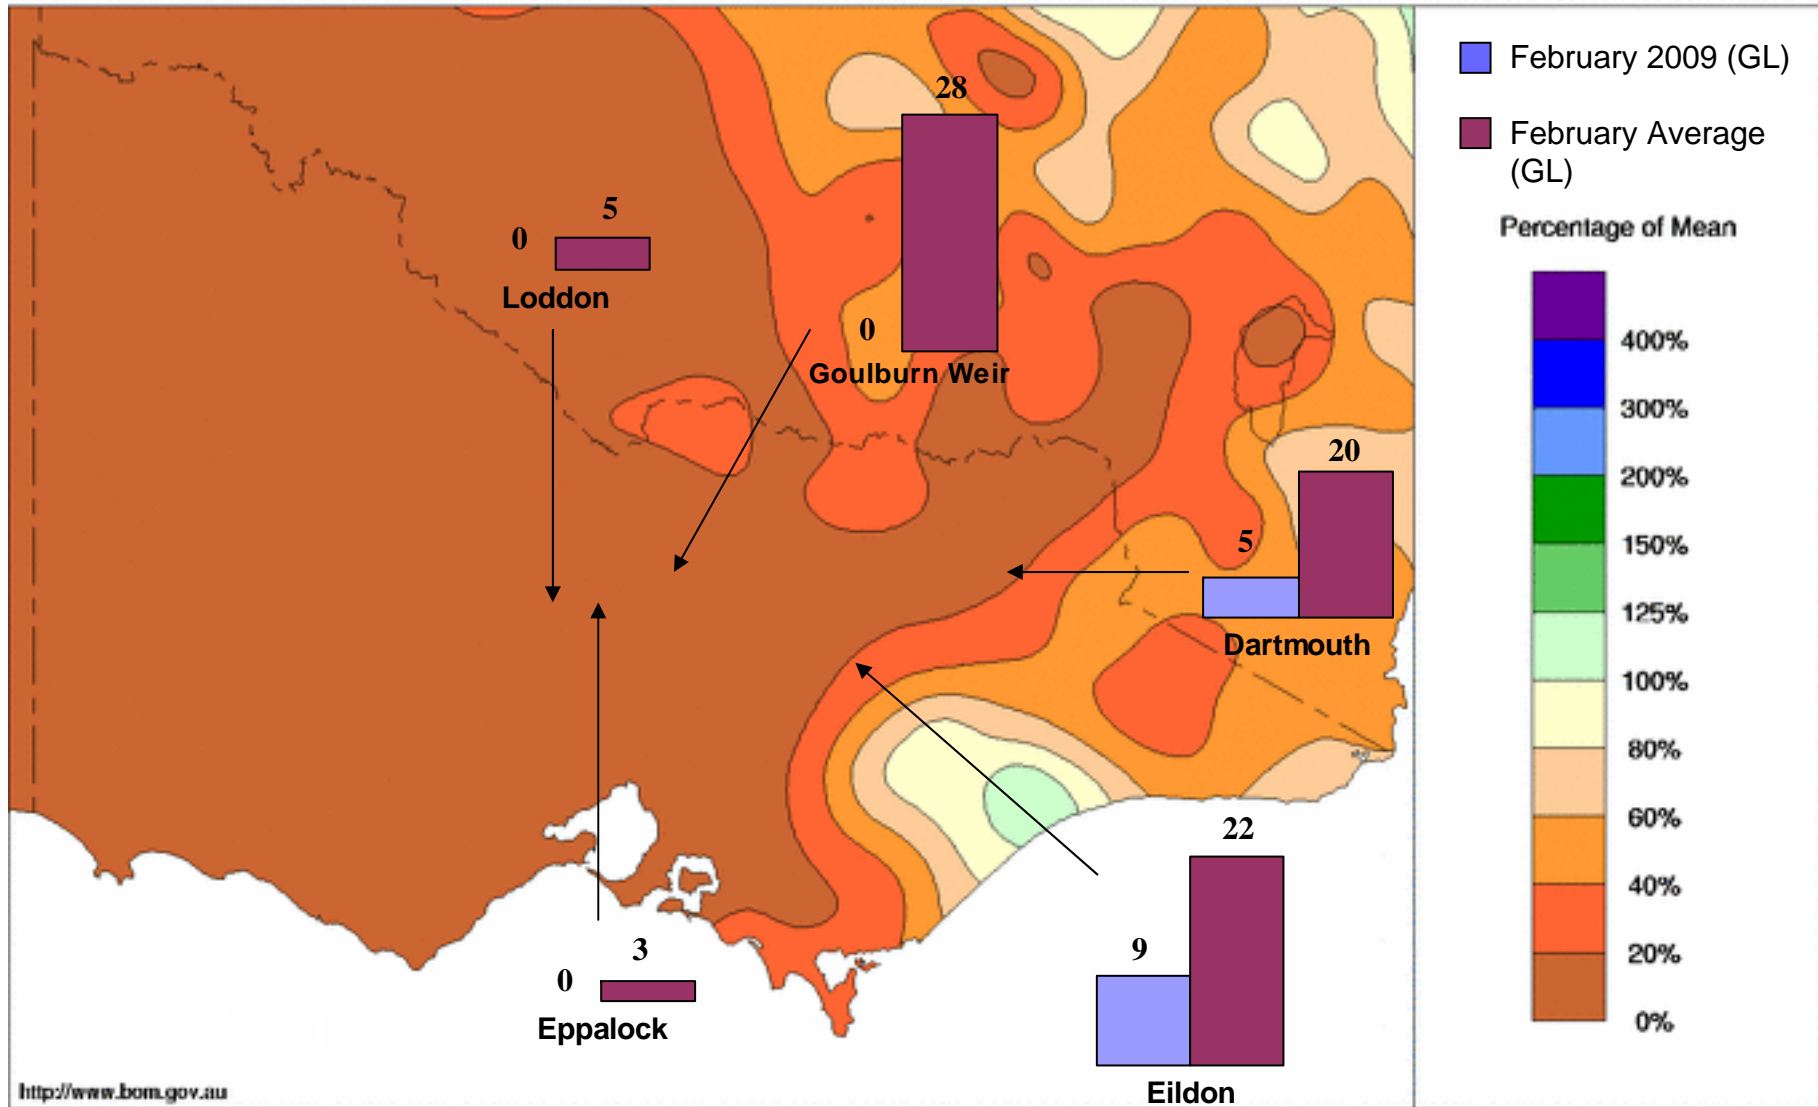 February 2009 (GL)
February Average
(GL)
Percentage of Mean
400%
300%
200%
150%
125%
100%
80%
60%
40%
20%
0%
28
0
Goulburn Weir
5
0
Loddon
20
5
Dartmouth
22
9
Eildon
3
0
Eppalock
http://www.bom.gov.au